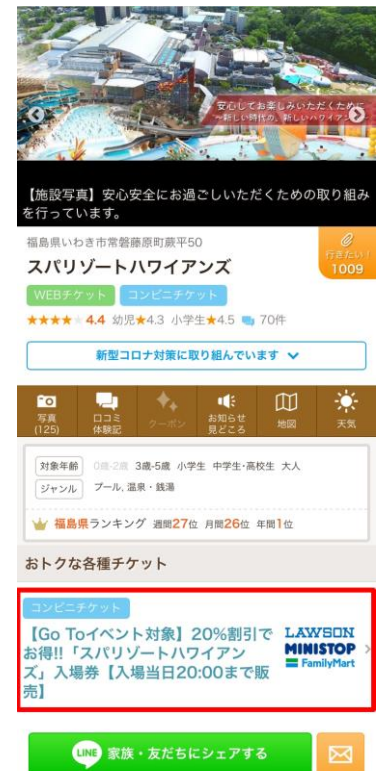 安心してお楽しみいただくために
～新しい時代の、新しいハワイアンズ～
【施設写真】安心安全にお過ごしいただくための取り組み
を行っています。
福島県いわき市常磐藤原町蕨平50
スパリゾートハワイアンズ
行きたい！
1009
WEBチケット コンビニチケット
★★★★★ 4.4 幼児★4.3 小学生★4.5 70件
新型コロナ対策に取り組んでいます
写真
(125)
口コミ
体験記
クーポン
お知らせ
見どころ
地図
天気
対象年齢 0歳-2歳 3歳-5歳 小学生 中学生・高校生 大人
ジャンル プール, 温泉・銭湯
福島県ランキング 週間27位 月間26位 年間1位
おトクな各種チケット
コンビニチケット
【Go Toイベント対象】20%割引で
お得!!「スパリゾートハワイアン
ズ」入場券【入場当日20:00まで販
売】
LAWSON
MINISTOP
FamilyMart
LINE 家族・友だちにシェアする